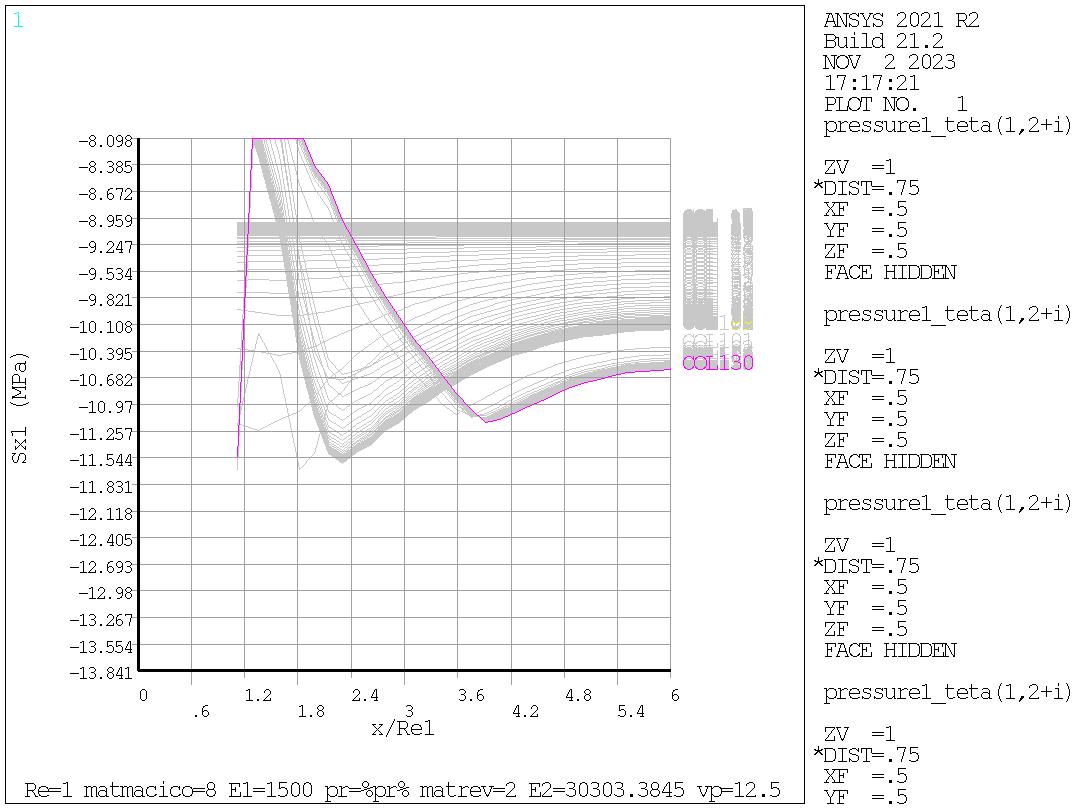 1
ANSYS 2021 R2
Build 21.2
NOV  2 2023
17:17:21
PLOT NO.   1
pressure1_teta(1,2+i)
ZV  =1
*DIST=.75
XF  =.5
YF  =.5
ZF  =.5
FACE HIDDEN
pressure1_teta(1,2+i)
ZV  =1
*DIST=.75
XF  =.5
YF  =.5
ZF  =.5
FACE HIDDEN
pressure1_teta(1,2+i)
ZV  =1
*DIST=.75
XF  =.5
YF  =.5
ZF  =.5
FACE HIDDEN
pressure1_teta(1,2+i)
ZV  =1
*DIST=.75
XF  =.5
YF  =.5
-8.098
-8.385
-8.672
-8.959
-9.247
-9.534
-9.821
-10.108
-10.395
-10.682
-10.97
-11.257
-11.544
-11.831
-12.118
-12.405
-12.693
-12.98
-13.267
-13.554
-13.841
Sx1 (MPa)
COL130
0 1.2 2.4 3.6 4.8 6
.6 1.8 3 4.2 5.4
x/Re1
Re=1 matmacico=8 E1=1500 pr=%pr% matrev=2 E2=30303.3845 vp=12.5